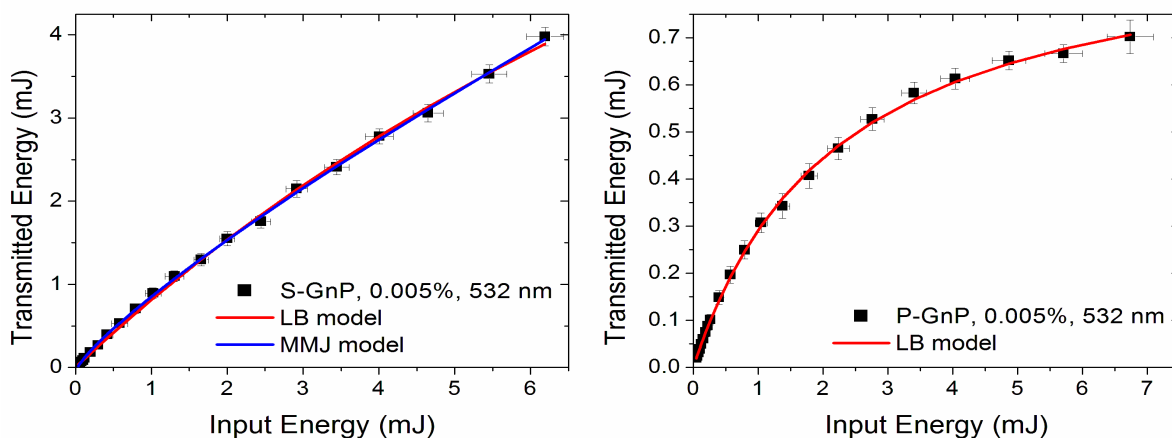 Transmitted Energy (mJ)
4
3
2
1
0
S-GnP, 0.005%, 532 nm
LB model
MMJ model
0 1 2 3 4 5 6
Input Energy (mJ)
Transmitted Energy (mJ)
0.7
0.6
0.5
0.4
0.3
0.2
0.1
0.0
P-GnP, 0.005%, 532 nm
LB model
0 1 2 3 4 5 6 7
Input Energy (mJ)